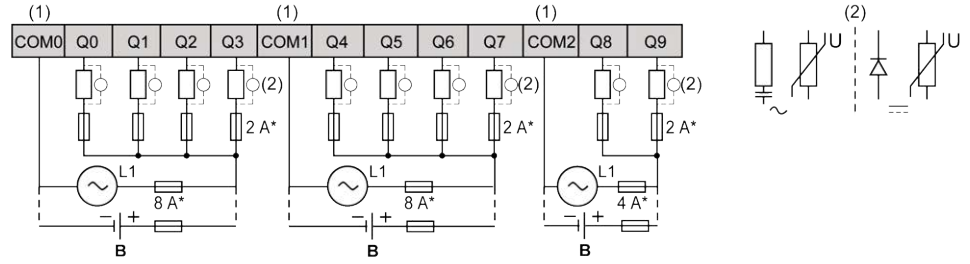 (1) (1) (1) (2)
COM0 Q0 Q1 Q2 Q3 COM1 Q4 Q5 Q6 Q7 COM2 Q8 Q9
U U
(2) (2) (2)
2 A* 2 A* 2 A*
L1 L1 L1
8 A* 8 A* 4 A*
− + − + − +
B B B